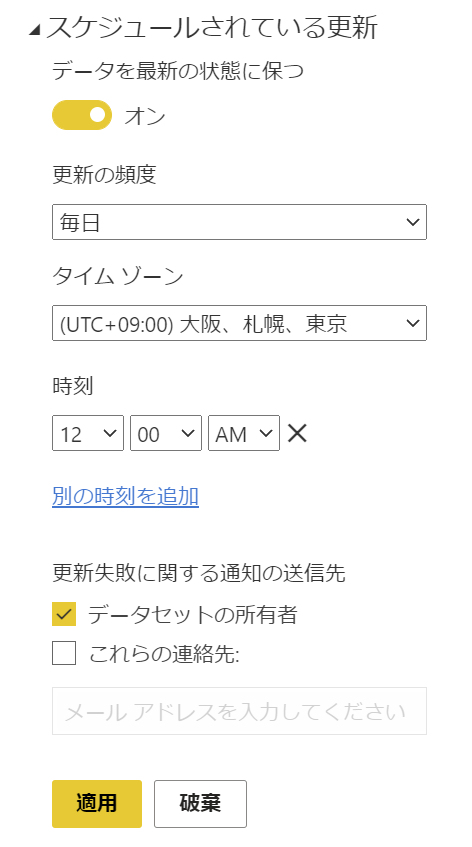 スケジュールされている更新
データを最新の状態に保つ
オン
更新の頻度
毎日
タイム ゾーン
(UTC+09:00) 大阪、札幌、東京
時刻
12 00 AM
別の時刻を追加
更新失敗に関する通知の送信先
データセットの所有者
これらの連絡先:
メール アドレスを入力してください
適用 破棄